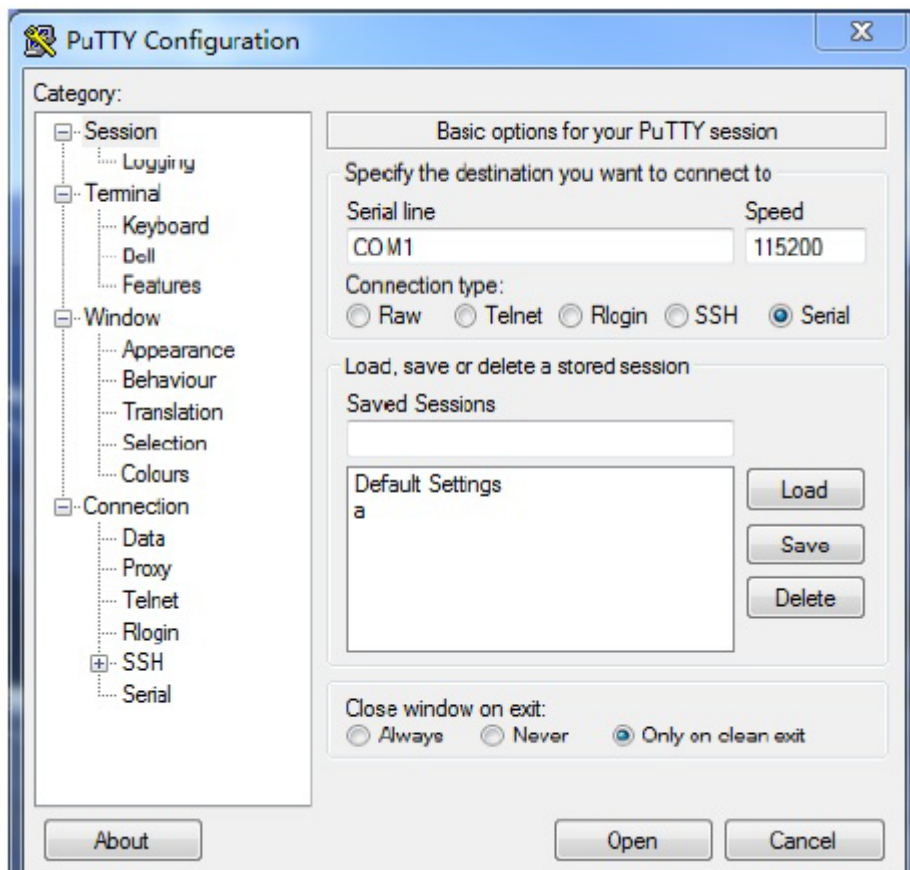 PuTTY Configuration
Category:
Session
Logging
Terminal
Keyboard
Bell
Features
Window
Appearance
Behaviour
Translation
Selection
Colours
Connection
Data
Proxy
Telnet
Rlogin
SSH
Serial
Basic options for your PuTTY session
Specify the destination you want to connect to
Serial line Speed
COM1 115200
Connection type:
Raw Telnet Rlogin SSH Serial
Load, save or delete a stored session
Saved Sessions
Default Settings
a
Load
Save
Delete
Close window on exit:
Always Never Only on clean exit
About Open Cancel